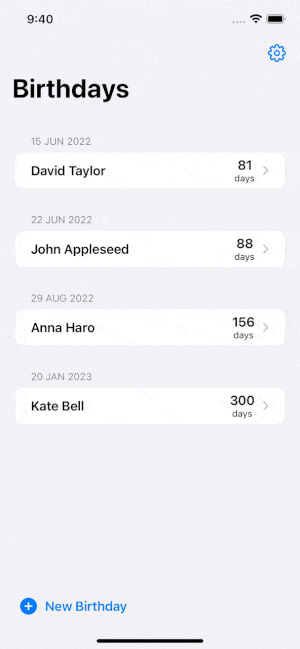 9:40
Birthdays
15 JUN 2022
David Taylor
81
days
22 JUN 2022
John Appleseed
88
days
29 AUG 2022
Anna Haro
156
days
20 JAN 2023
Kate Bell
300
days
New Birthday